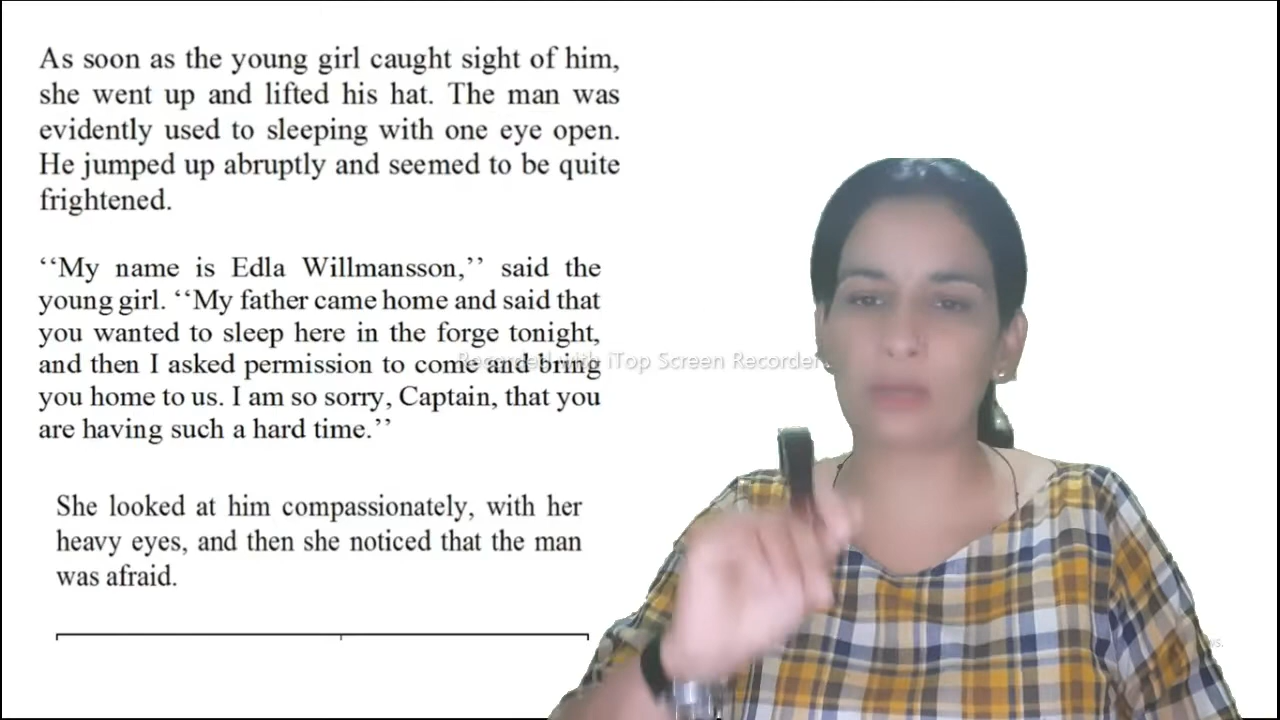 As soon as the young girl caught sight of him,
she went up and lifted his hat. The man was
evidently used to sleeping with one eye open.
He jumped up abruptly and seemed to be quite
frightened.
‘‘My name is Edla Willmansson,’’ said the
young girl. ‘‘My father came home and said that
you wanted to sleep here in the forge tonight,
and then I asked permission to come and bring
you home to us. I am so sorry, Captain, that you
are having such a hard time.’’
Recorded with iTop Screen Recorder
She looked at him compassionately, with her
heavy eyes, and then she noticed that the man
was afraid.